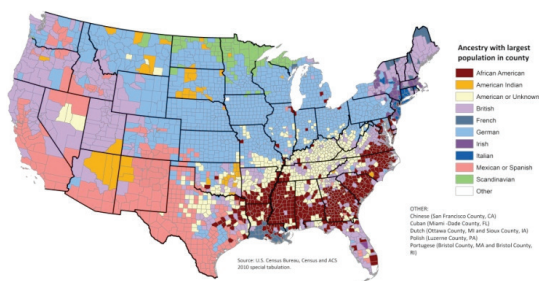 Ancestry with largest
population in county
African American
American Indian
American or Unknown
British
French
German
Irish
Italian
Mexican or Spanish
Scandinavian
Other
OTHER:
Chinese (San Francisco County, CA)
Cuban (Miami-Dade County, FL)
Dutch (Ottawa County, MI and Sioux County, IA)
Polish (Luzerne County, PA)
Portugese (Bristol County, MA and Bristol County,
RI)
Source: U.S. Census Bureau, Census and ACS
2010 special tabulation.